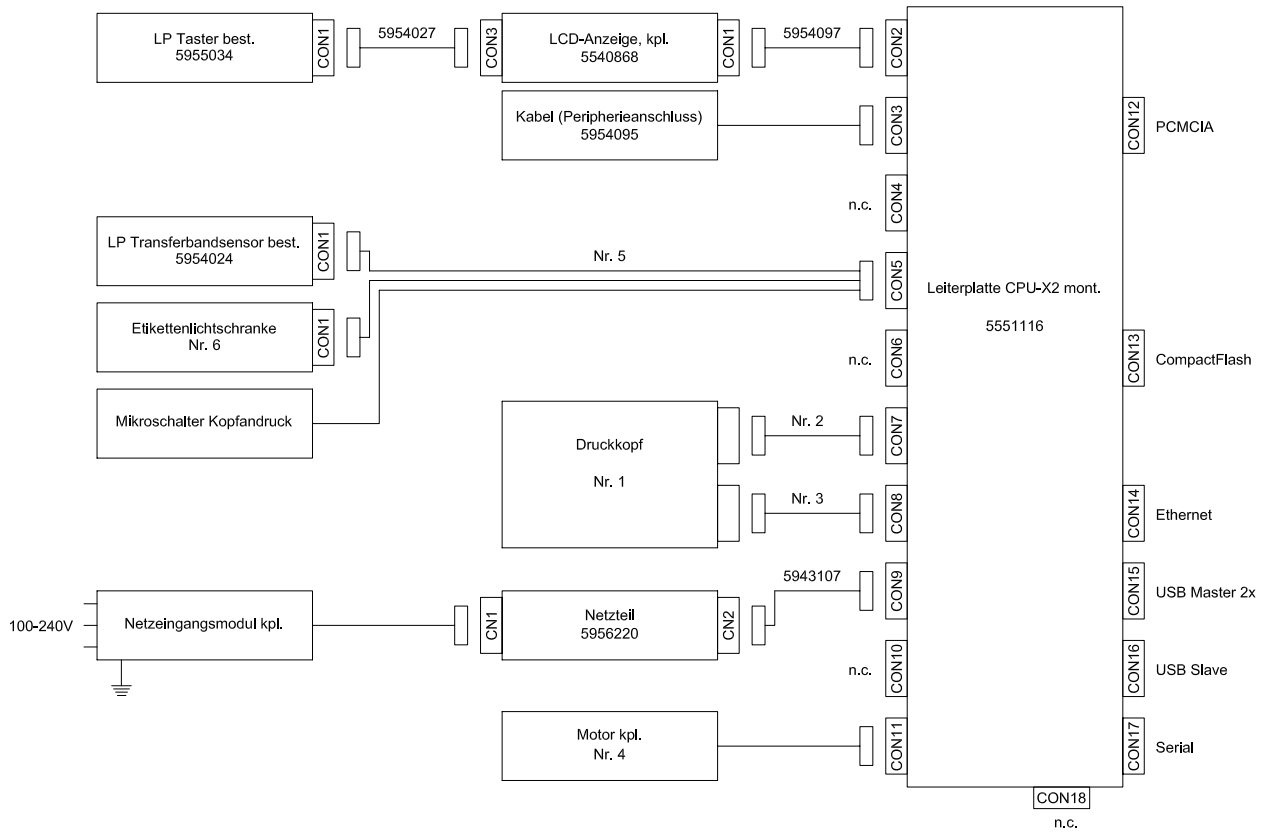 LP Taster best.
5955034
CON1
5954027
CON3
LCD-Anzeige, kpl.
5540868
CON1
5954097
CON2
Kabel (Peripherieanschluss)
5954095
CON3
CON12
PCMCIA
n.c.
CON4
LP Transferbandsensor best.
5954024
CON1
Nr. 5
CON5
Leiterplatte CPU-X2 mont.
5551116
Etikettenlichtschranke
Nr. 6
CON1
n.c.
CON6
CON13
CompactFlash
Mikroschalter Kopfandruck
Druckkopf
Nr. 1
Nr. 2
CON7
Nr. 3
CON8
CON14
Ethernet
100-240V
Netzeingangsmodul kpl.
CN1
Netzteil
5956220
CN2
5943107
CON9
CON15
USB Master 2x
n.c.
CON10
CON16
USB Slave
Motor kpl.
Nr. 4
CON11
CON17
Serial
CON18
n.c.